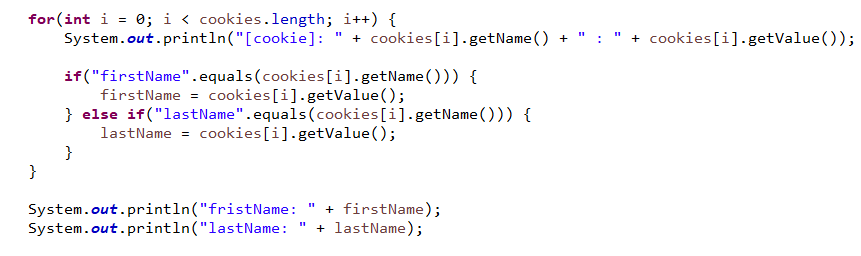 for(int i = 0; i < cookies.length; i++) {
System.out.println("[cookie]: " + cookies[i].getName() + " : " + cookies[i].getValue());
if("firstName".equals(cookies[i].getName())) {
firstName = cookies[i].getValue();
} else if("lastName".equals(cookies[i].getName())) {
lastName = cookies[i].getValue();
}
}
System.out.println("fristName: " + firstName);
System.out.println("lastName: " + lastName);